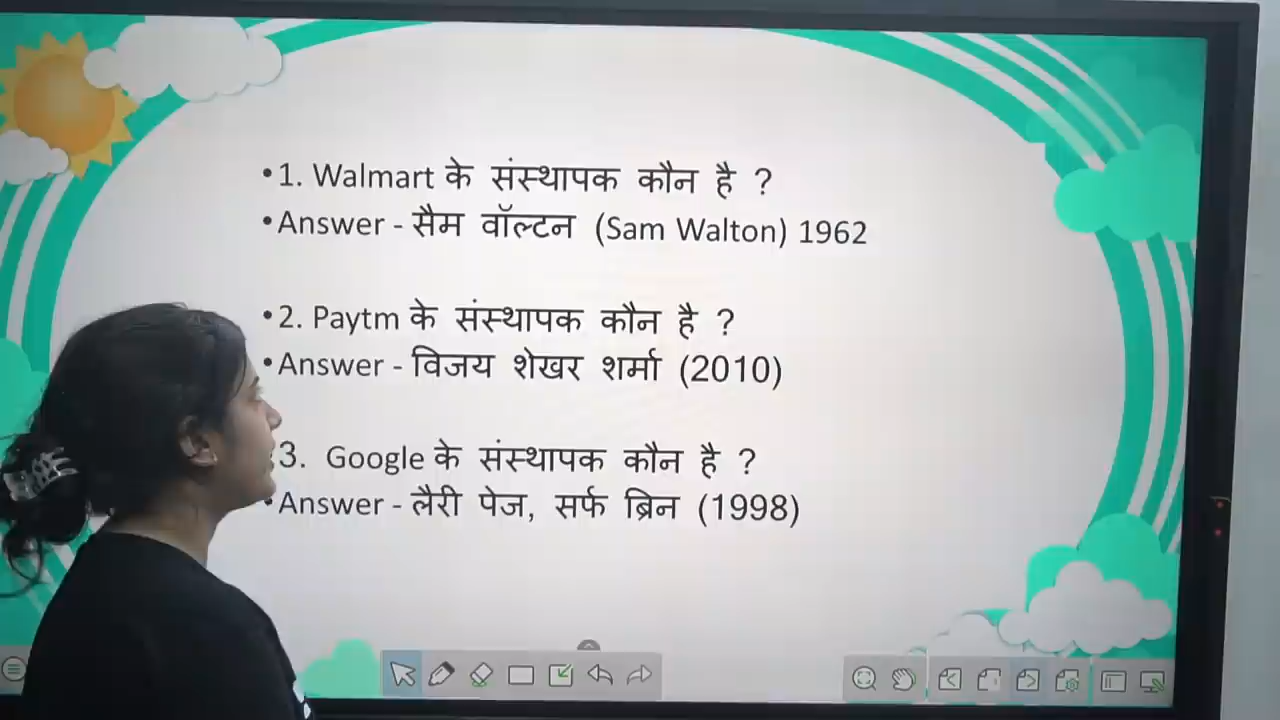 •1. Walmart के संस्थापक कौन है ?
•Answer - सैम वॉल्टन (Sam Walton) 1962
•2. Paytm के संस्थापक कौन है ?
•Answer - विजय शेखर शर्मा (2010)
3. Google के संस्थापक कौन है ?
•Answer - लैरी पेज, सर्फ ब्रिन (1998)